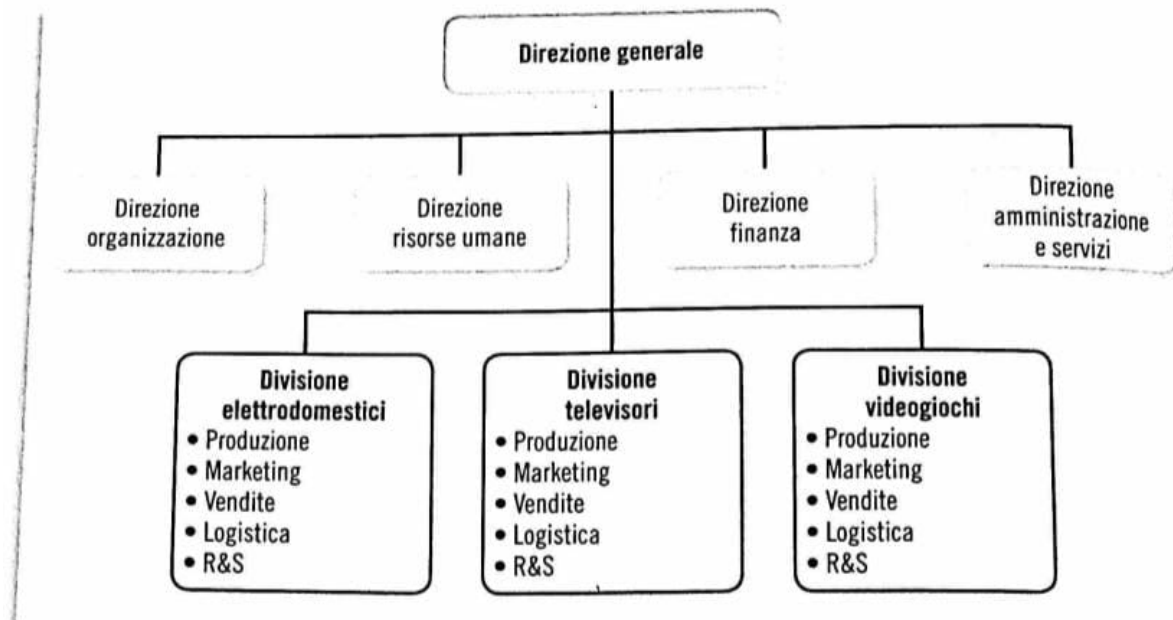 Direzione generale
Direzione
organizzazione
Direzione
risorse umane
Direzione
finanza
Direzione
amministrazione
e servizi
Divisione
elettrodomestici
• Produzione
• Marketing
• Vendite
• Logistica
• R&S
Divisione
televisori
• Produzione
• Marketing
• Vendite
• Logistica
• R&S
Divisione
videogiochi
• Produzione
• Marketing
• Vendite
• Logistica
• R&S